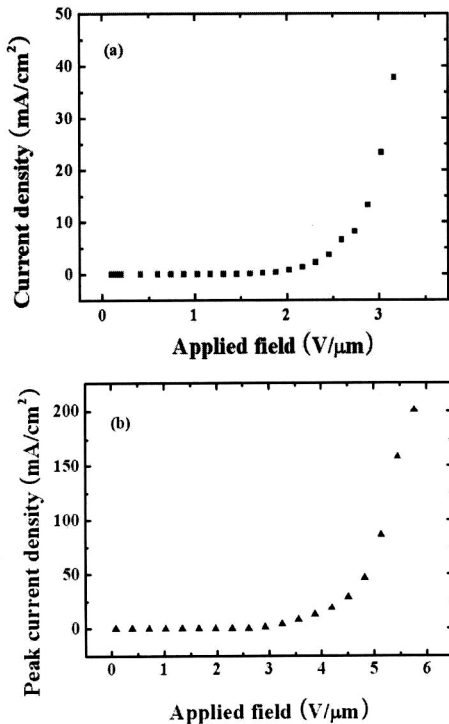 50
(a)
40
30
20
10
0
Current density (mA/cm²)
0 1 2 3
Applied field (V/μm)
200
(b)
150
100
50
0
Peak current density (mA/cm²)
0 1 2 3 4 5 6
Applied field (V/μm)